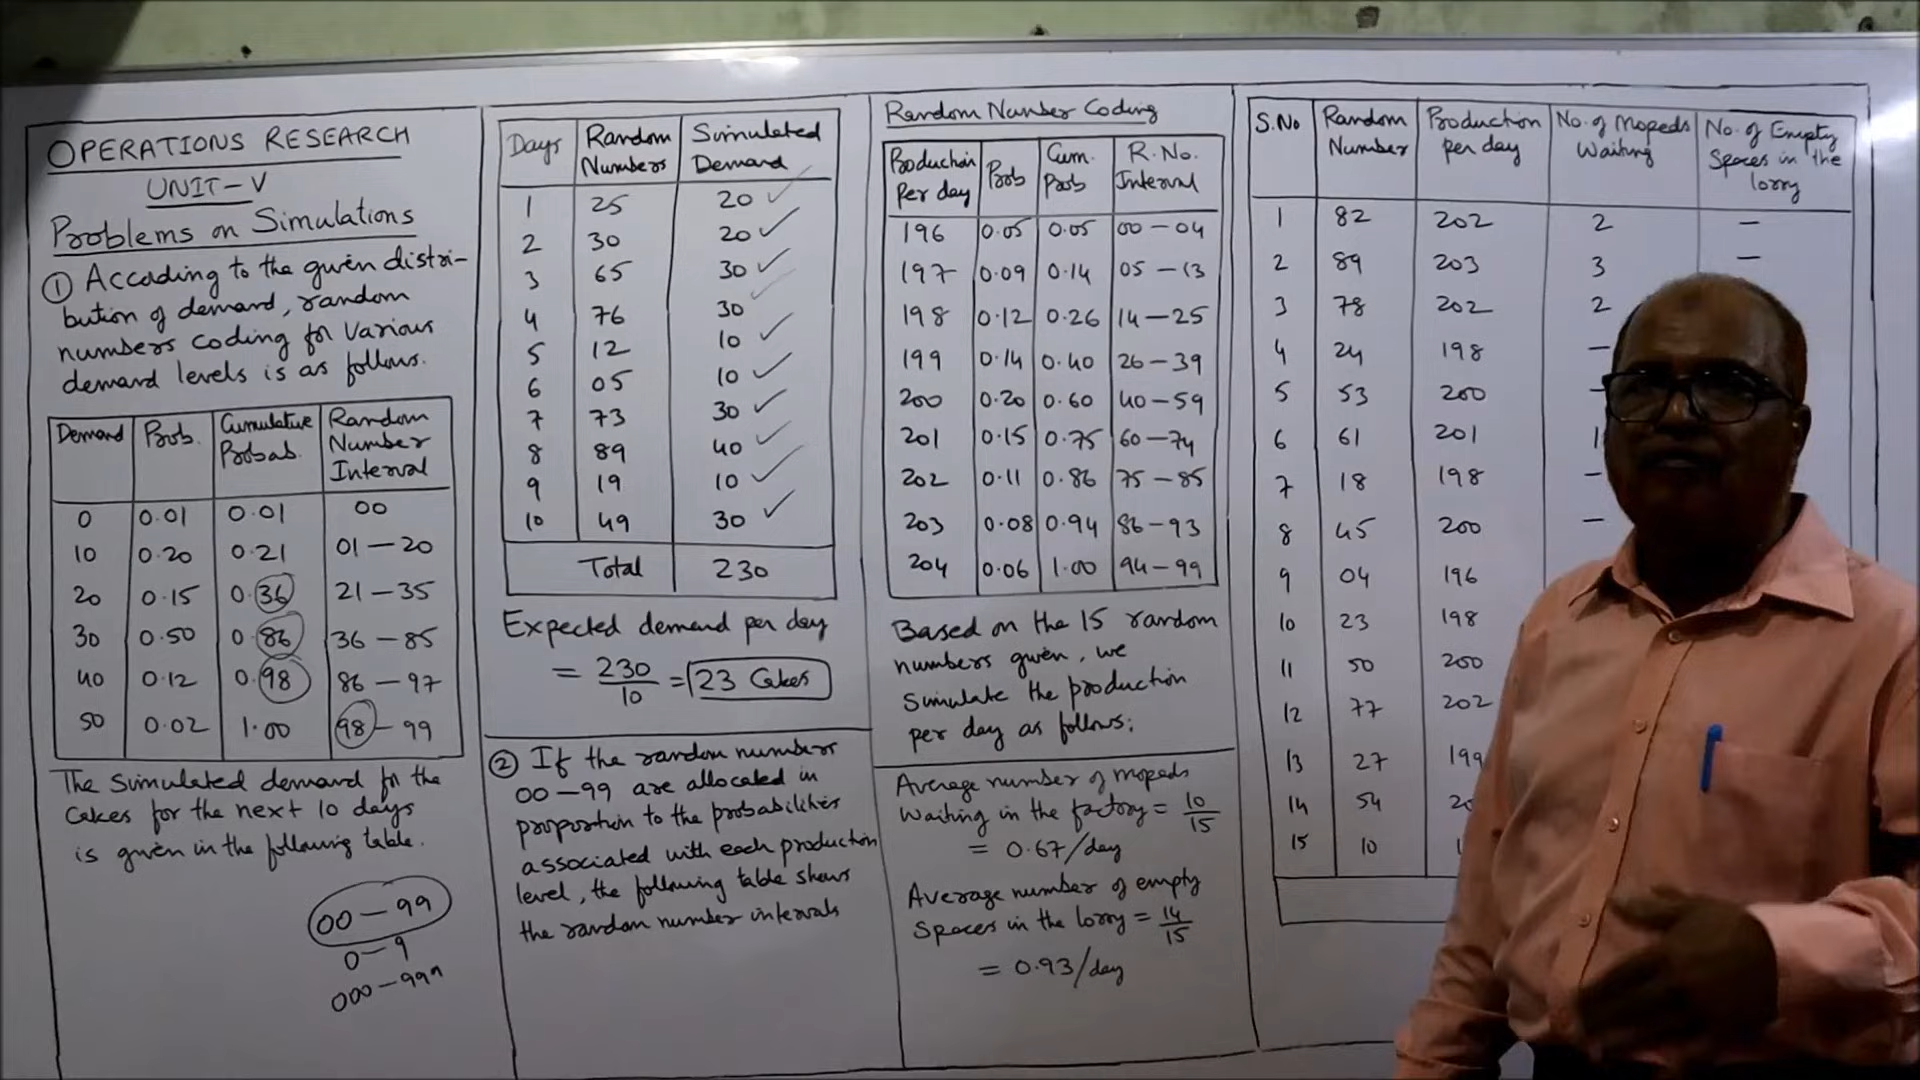 OPERATIONS RESEARCH
UNIT-V
Problems on Simulations
① According to the given distri-
bution of demand, random
numbers coding for various
demand levels is as follows.
Demand Prob. Cumulative Probab. Random Number Interval
0 0.01 0.01 00
10 0.20 0.21 01-20
20 0.15 0.36 21-35
30 0.50 0.86 36-85
40 0.12 0.98 86-97
50 0.02 1.00 98-99
The simulated demand for the
Cakes for the next 10 days
is given in the following table.
00-99
0-9
000-999
Days Random Numbers Simulated Demand
1 25 20 ✓
2 30 20 ✓
3 65 30 ✓
4 76 30 ✓
5 12 10 ✓
6 05 10 ✓
7 73 30 ✓
8 89 40 ✓
9 19 10 ✓
10 49 30 ✓
Total 230
Expected demand per day
= 230/10 = 23 Cakes
② If the random numbers
00-99 are allocated in
proportion to the probabilities
associated with each production
level, the following table shows
the random number intervals
Random Number Coding
Production Per day Prob Cum. Prob R.No. Interval
196 0.05 0.05 00-04
197 0.09 0.14 05-13
198 0.12 0.26 14-25
199 0.14 0.40 26-39
200 0.20 0.60 40-59
201 0.15 0.75 60-74
202 0.11 0.86 75-85
203 0.08 0.94 86-93
204 0.06 1.00 94-99
Based on the 15 random
numbers given, we
simulate the production
per day as follows:
Average number of mopeds
waiting in the factory = 10/15
= 0.67/day
Average number of empty
Spaces in the lorry = 14/15
= 0.93/day
S.No Random Number Production per day No. of Mopeds Waiting No. of Empty Spaces in the lorry
1 82 202 2 -
2 89 203 3 -
3 78 202 2
4 24 198 -
5 53 200 -
6 61 201 1
7 18 198 -
8 45 200 -
9 04 196
10 23 198
11 50 200
12 77 202
13 27 199
14 54
15 10